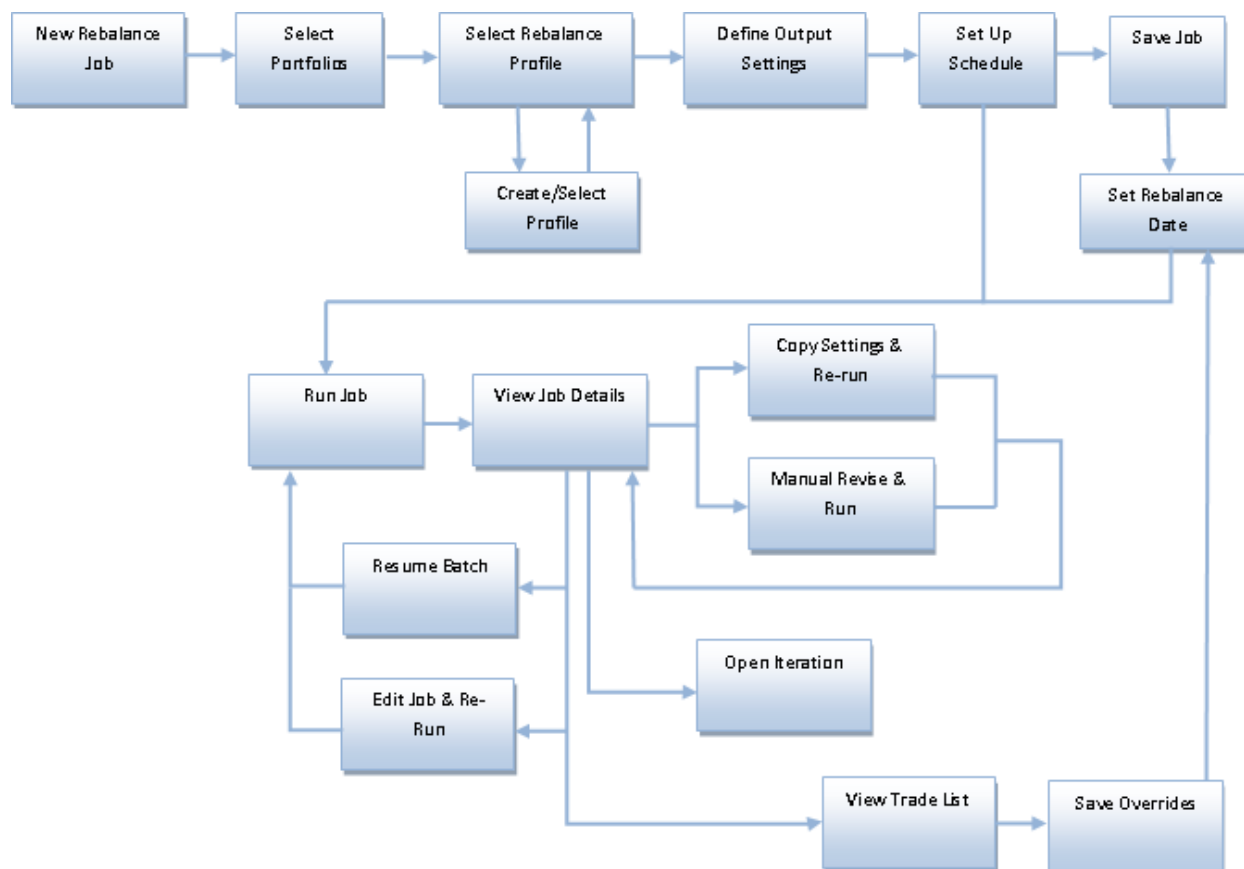 New Rebalance
Job
Select
Portfolios
Select Rebalance
Profile
Define Output
Settings
Set Up
Schedule
Save Job
Create/Select
Profile
Set Rebalance
Date
Copy Settings &
Re-run
Run Job
View Job Details
Manual Revise &
Run
Resume Batch
Open Iteration
Edit Job & Re-
Run
View Trade List
Save Overrides